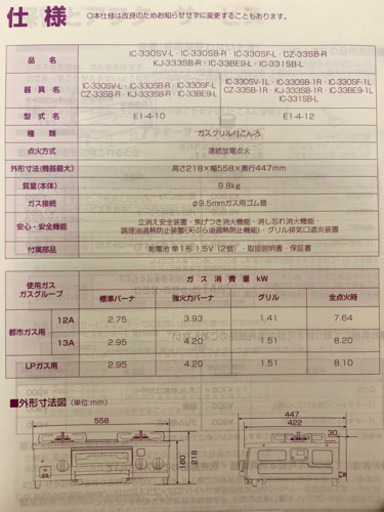 仕様 ○本仕様は改良のためお知らせせずに変更することもあります。
品名 IC-330SV-L・IC-330SB-R・IC-330SF-L・CZ-33SB-R
KJ-333SB-R・IC-33BE9-L・IC-331SB-L
器具名 IC-330SV-L・IC-330SB-R・IC-330SF-L IC-330SV-1L・IC-330SB-1R・IC-330SF-1L
CZ-33SB-R・KJ-333SB-R・IC-33BE9-L CZ-33SB-1R・KJ-333SB-1R・IC-33BE9-1L
IC-331SB-L
型式名 E1-4-10 E1-4-12
種類 ガスグリル付こんろ
点火方式 連続放電点火
外形寸法(機器最大) 高さ218×幅558×奥行447mm
質量(本体) 9.8kg
ガス接続 φ9.5mmガス用ゴム管
安心・安全機能 立消え安全装置・焦げつき消火機能・消し忘れ消火機能・
調理油過熱防止装置(天ぷら油過熱防止機能)・グリル排気口遮炎装置
付属部品 乾電池 単1形 1.5V (2個)・取扱説明書・保証書
使用ガス
ガスグループ
ガス消費量 kW
標準バーナ 強火力バーナ グリル 全点火時
都市ガス用 12A 2.75 3.93 1.41 7.64
13A 2.95 4.20 1.51 8.20
LPガス用 2.95 4.20 1.51 8.10
■外形寸法図(単位:mm)
558
447
422
30
180
218